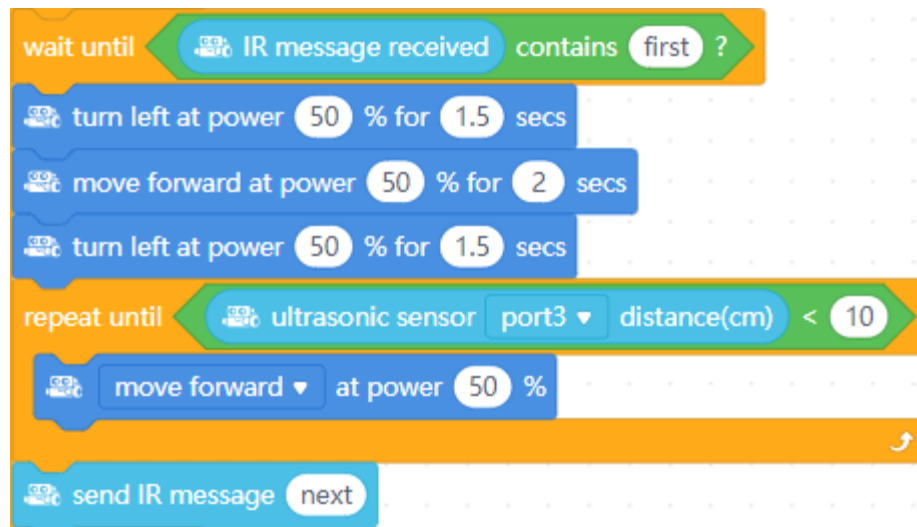 wait until IR message received contains first ?
turn left at power 50 % for 1.5 secs
move forward at power 50 % for 2 secs
turn left at power 50 % for 1.5 secs
repeat until ultrasonic sensor port3 distance(cm) < 10
move forward at power 50 %
send IR message next